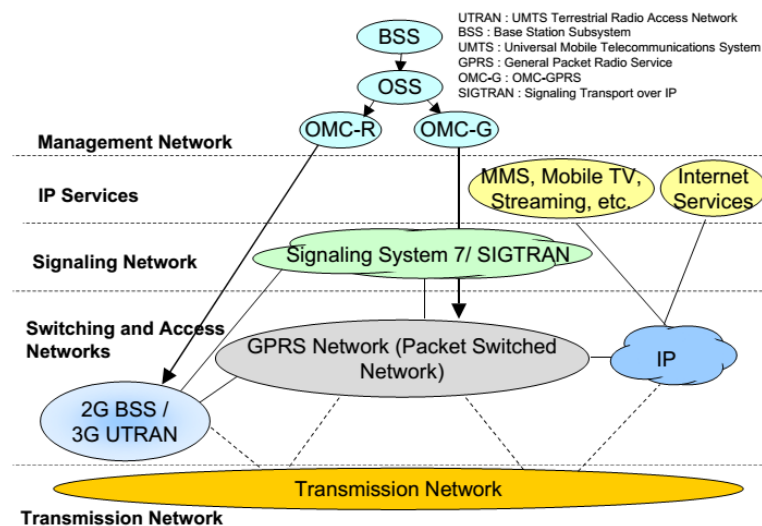 UTRAN : UMTS Terrestrial Radio Access Network
BSS : Base Station Subsystem
UMTS : Universal Mobile Telecommunications System
GPRS : General Packet Radio Service
OMC-G : OMC-GPRS
SIGTRAN : Signaling Transport over IP
BSS
OSS
OMC-R
OMC-G
Management Network
IP Services
MMS, Mobile TV,
Streaming, etc.
Internet
Services
Signaling Network
Signaling System 7/ SIGTRAN
Switching and Access
Networks
GPRS Network (Packet Switched
Network)
IP
2G BSS /
3G UTRAN
Transmission Network
Transmission Network